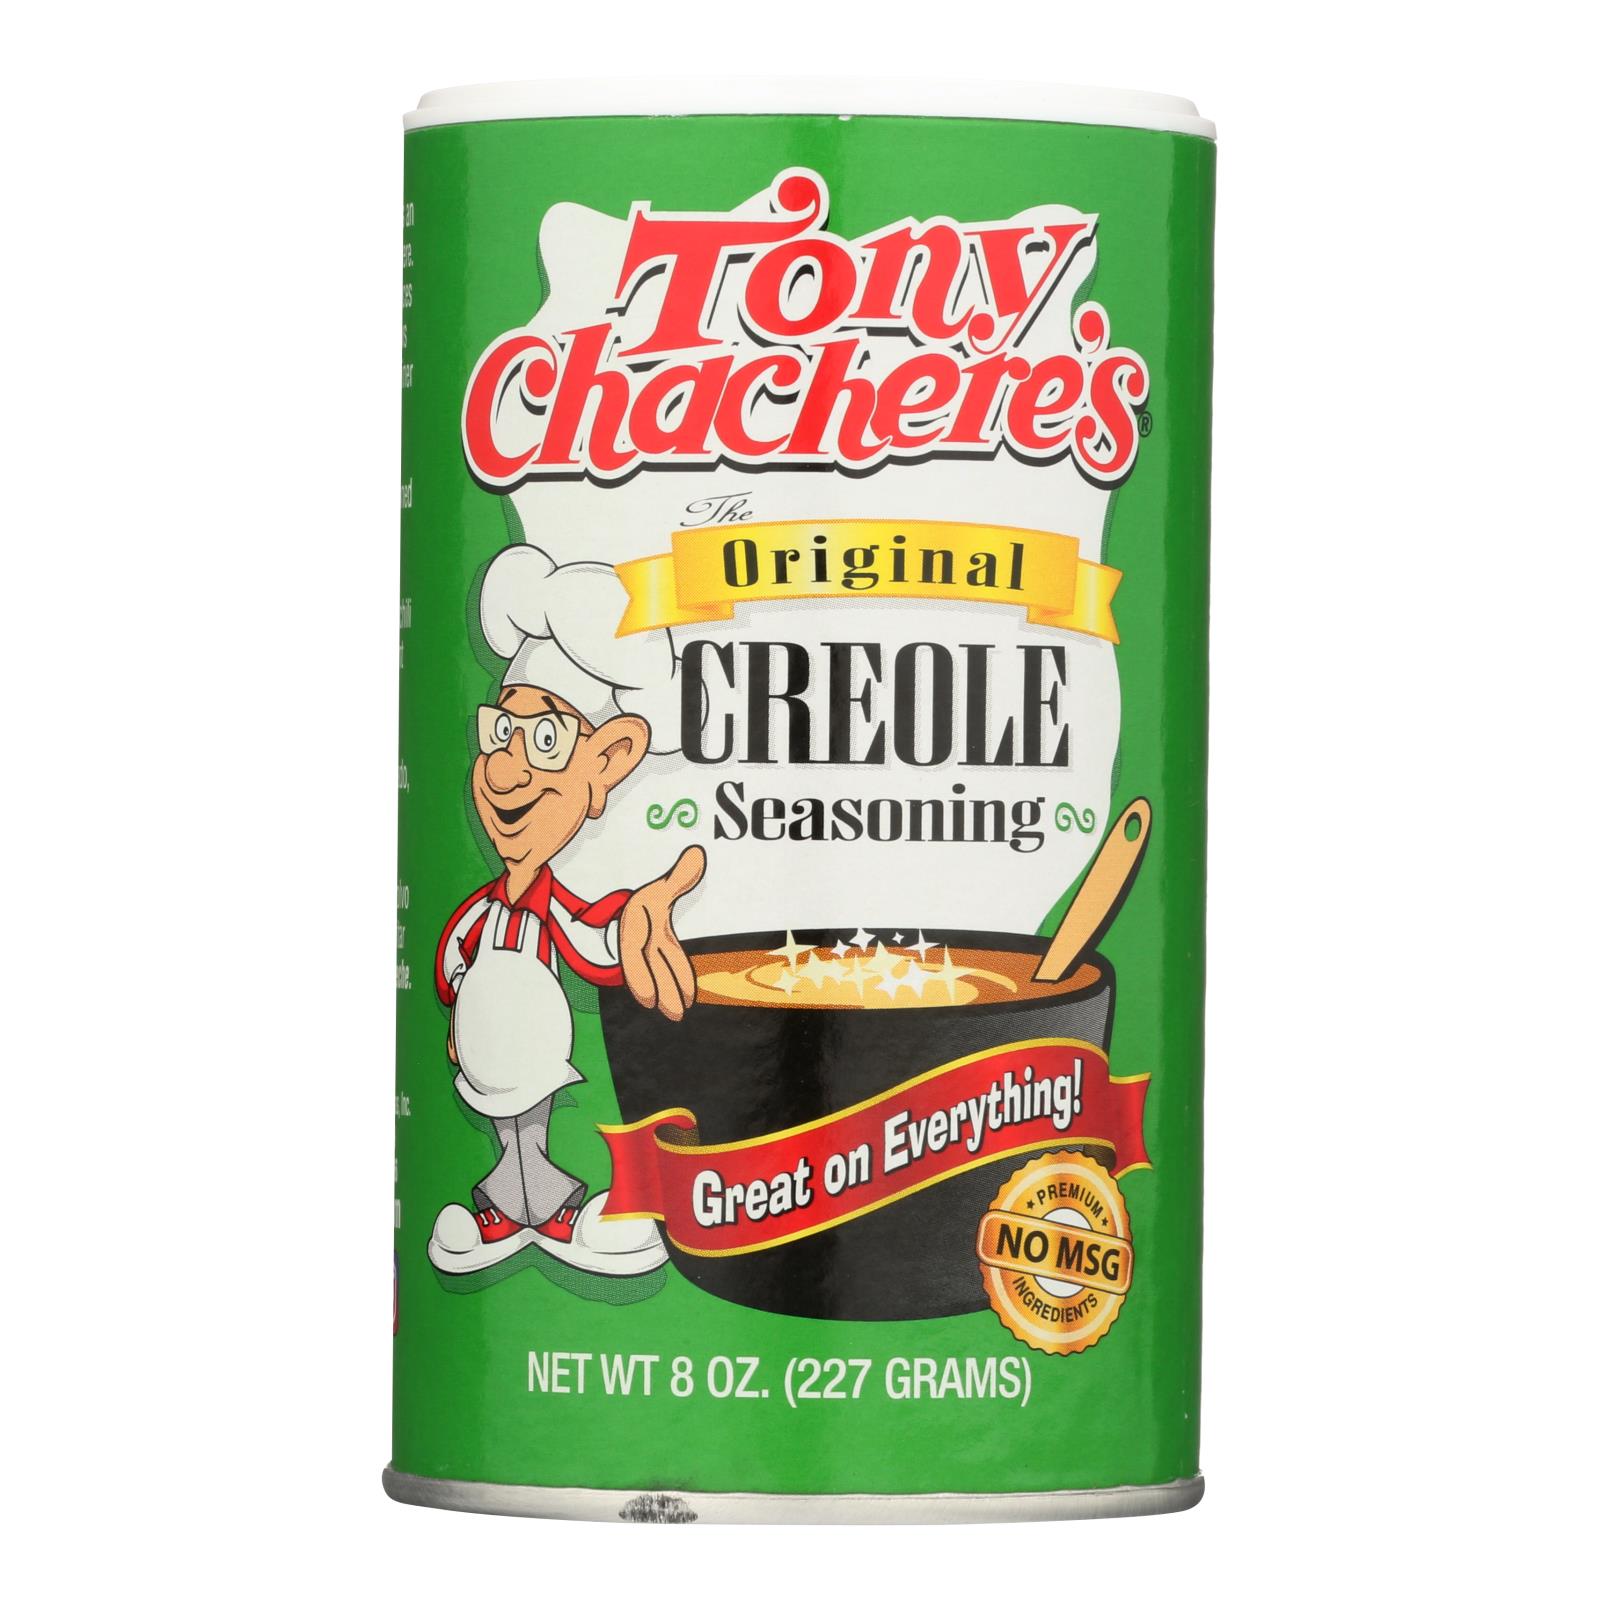 Tony
Chachere's®
The
Original
CREOLE
Seasoning
Great on Everything!
PREMIUM
NO MSG
INGREDIENTS
NET WT 8 OZ. (227 GRAMS)